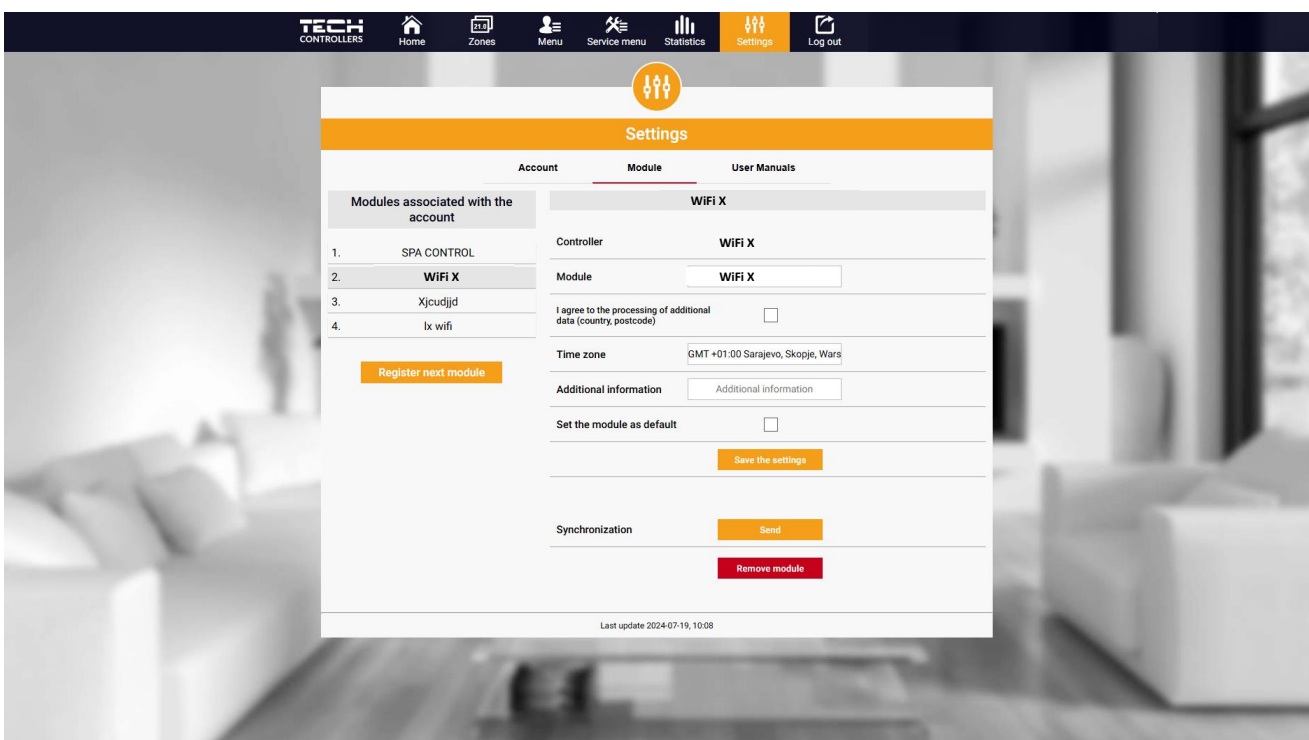 TECH
CONTROLLERS
Home
21.0
Zones
Menu
Service menu
Statistics
Settings
Log out
Settings
Account
Module
User Manuals
Modules associated with the
account
1. SPA CONTROL
2. WiFi X
3. Xjcudjjd
4. Ix wifi
Register next module
WiFi X
Controller WiFi X
Module WiFi X
I agree to the processing of additional
data (country, postcode)
Time zone GMT +01:00 Sarajevo, Skopje, Wars
Additional information Additional information
Set the module as default
Save the settings
Synchronization Send
Remove module
Last update 2024-07-19, 10:08